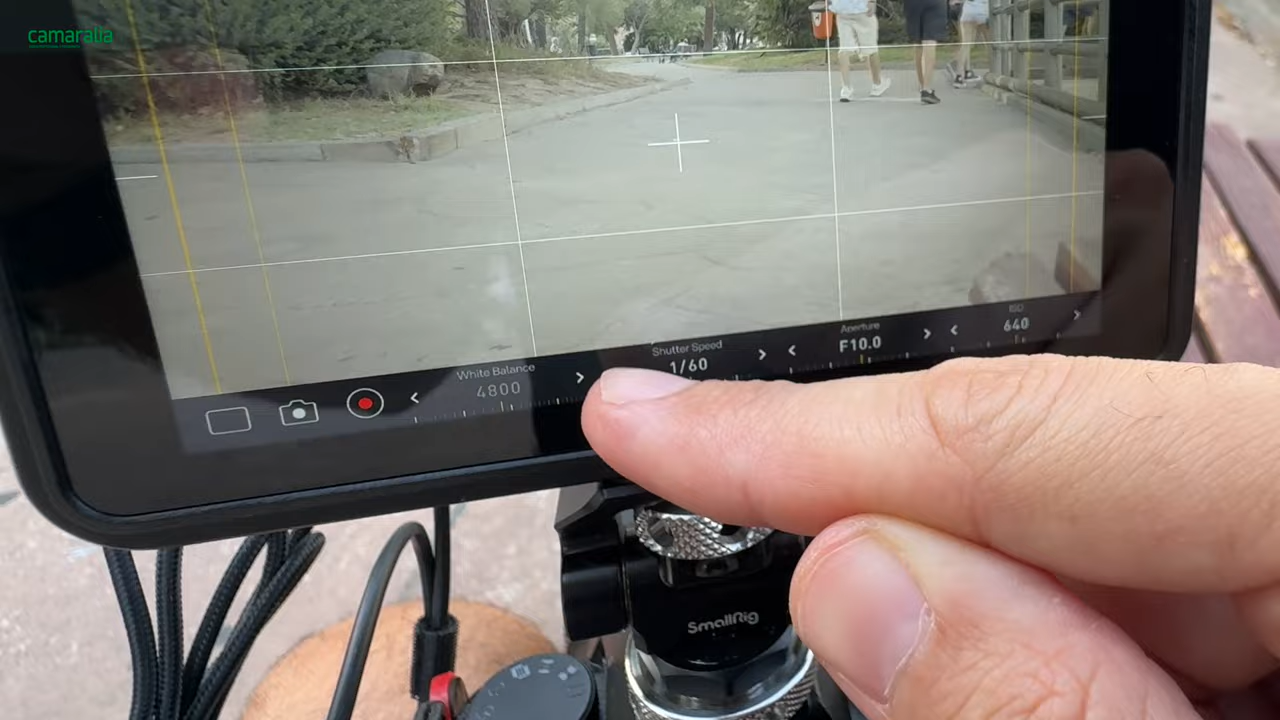 camaralia
White Balance
4800
Shutter Speed
1/60
Aperture
F10.0
ISO
640
SmallRig